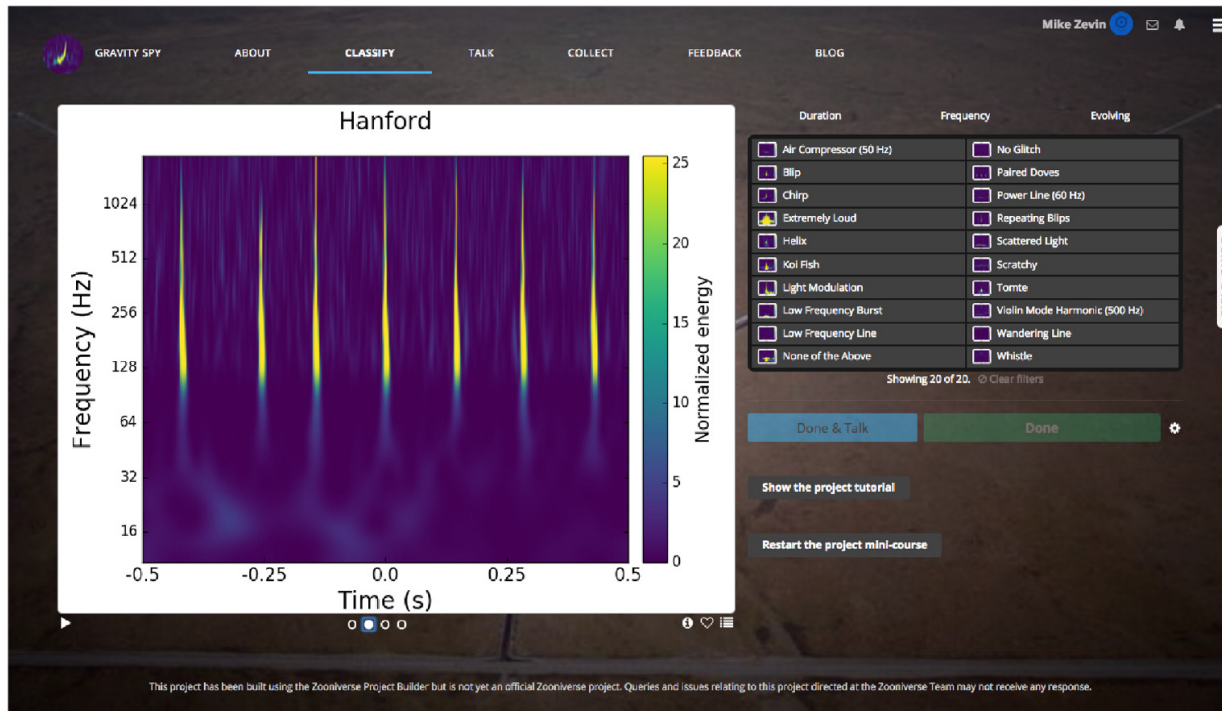 Mike Zevin
GRAVITY SPY ABOUT CLASSIFY TALK COLLECT FEEDBACK BLOG
Hanford
Frequency (Hz)
1024
512
256
128
64
32
16
-0.5 -0.25 0.0 0.25 0.5
Time (s)
25
20
15
10
5
0
Normalized energy
Duration Frequency Evolving
Air Compressor (50 Hz) No Glitch
Blip Paired Doves
Chirp Power Line (60 Hz)
Extremely Loud Repeating Blips
Helix Scattered Light
Koi Fish Scratchy
Light Modulation Tomte
Low Frequency Burst Violin Mode Harmonic (500 Hz)
Low Frequency Line Wandering Line
None of the Above Whistle
Showing 20 of 20. Clear filters
Done & Talk Done
Show the project tutorial
Restart the project mini-course
This project has been built using the Zooniverse Project Builder but is not yet an official Zooniverse project. Queries and issues relating to this project directed at the Zooniverse Team may not receive any response.